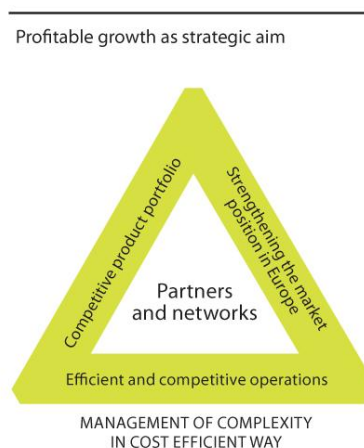 Profitable growth as strategic aim
Competitive product portfolio
Strengthening the market
position in Europe
Partners
and networks
Efficient and competitive operations
MANAGEMENT OF COMPLEXITY
IN COST EFFICIENT WAY